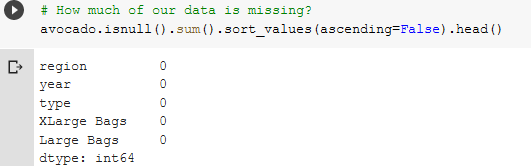 # How much of our data is missing?
avocado.isnull().sum().sort_values(ascending=False).head()
region 0
year 0
type 0
XLarge Bags 0
Large Bags 0
dtype: int64